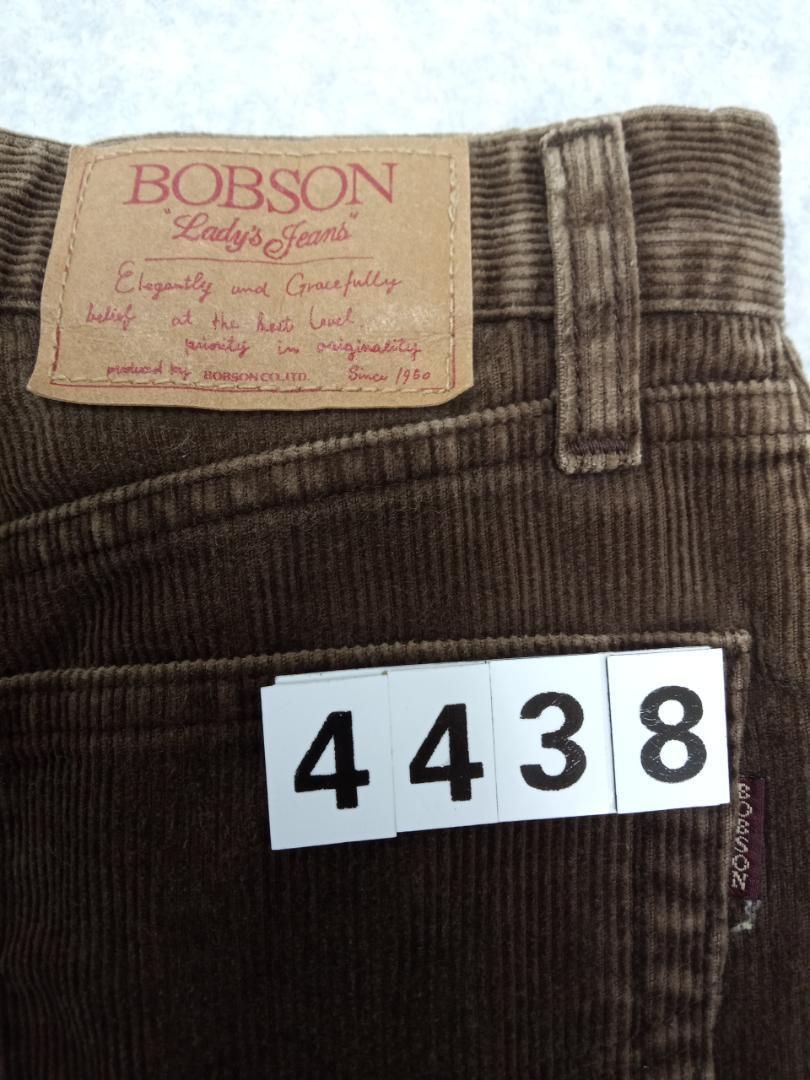 BOBSON
"Lady's Jeans"
Elegantly and Gracefully
belief at the best level.
priority in originality
produced by BOBSON CO., LTD. Since 1950
4438
BOBSON